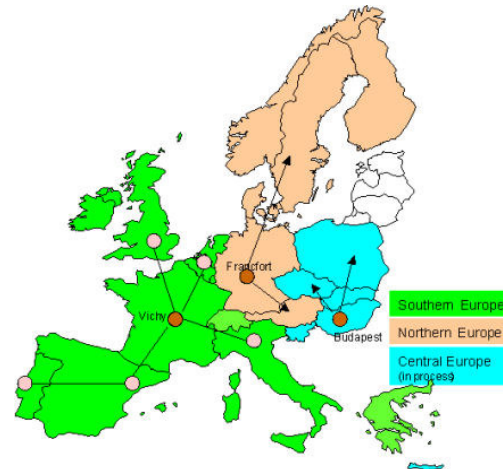 Francfort
Vichy
Budapest
Southern Europe
Northern Europe
Central Europe
(in process)